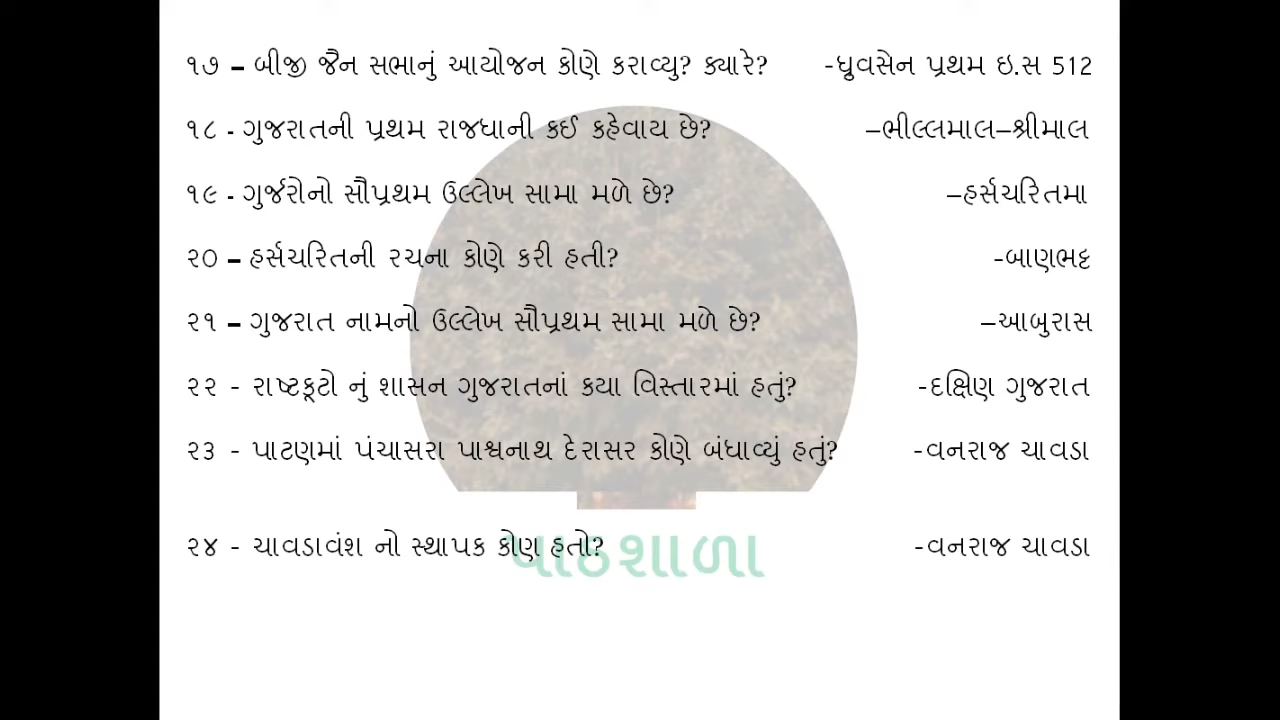 ૧૭ – બીજી જૈન સભાનું આયોજન કોણે કરાવ્યુ? ક્યારે? -ધ્રુવસેન પ્રથમ ઇ.સ 512
૧૮ - ગુજરાતની પ્રથમ રાજધાની કઈ કહેવાય છે? –ભીલ્લમાલ–શ્રીમાલ
૧૯ - ગુર્જરોનો સૌપ્રથમ ઉલ્લેખ સામા મળે છે? –હર્સચરિતમા
૨૦ – હર્સચરિતની રચના કોણે કરી હતી? -બાણભટ્ટ
૨૧ – ગુજરાત નામનો ઉલ્લેખ સૌપ્રથમ સામા મળે છે? –આબુરાસ
૨૨ - રાષ્ટકૂટો નું શાસન ગુજરાતનાં કયા વિસ્તારમાં હતું? -દક્ષિણ ગુજરાત
૨૩ - પાટણમાં પંચાસરા પાશ્વનાથ દેરાસર કોણે બંધાવ્યું હતું? -વનરાજ ચાવડા
૨૪ - ચાવડાવંશ નો સ્થાપક કોણ હતો? -વનરાજ ચાવડા
પાઠશાળા